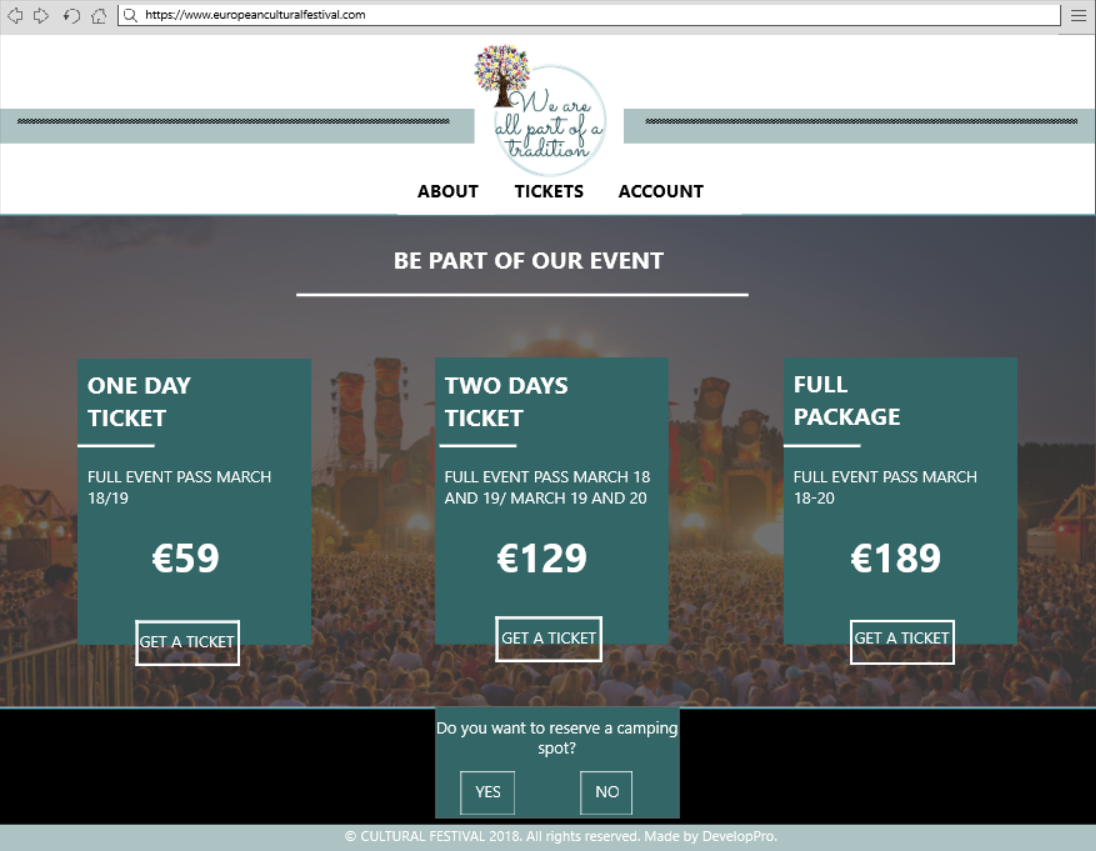 https://www.europeanculturalfestival.com
We are
all part of a
tradition
ABOUT TICKETS ACCOUNT
BE PART OF OUR EVENT
ONE DAY
TICKET
FULL EVENT PASS MARCH
18/19
€59
GET A TICKET
TWO DAYS
TICKET
FULL EVENT PASS MARCH 18
AND 19/ MARCH 19 AND 20
€129
GET A TICKET
FULL
PACKAGE
FULL EVENT PASS MARCH
18-20
€189
GET A TICKET
Do you want to reserve a camping
spot?
YES NO
© CULTURAL FESTIVAL 2018. All rights reserved. Made by DevelopPro.